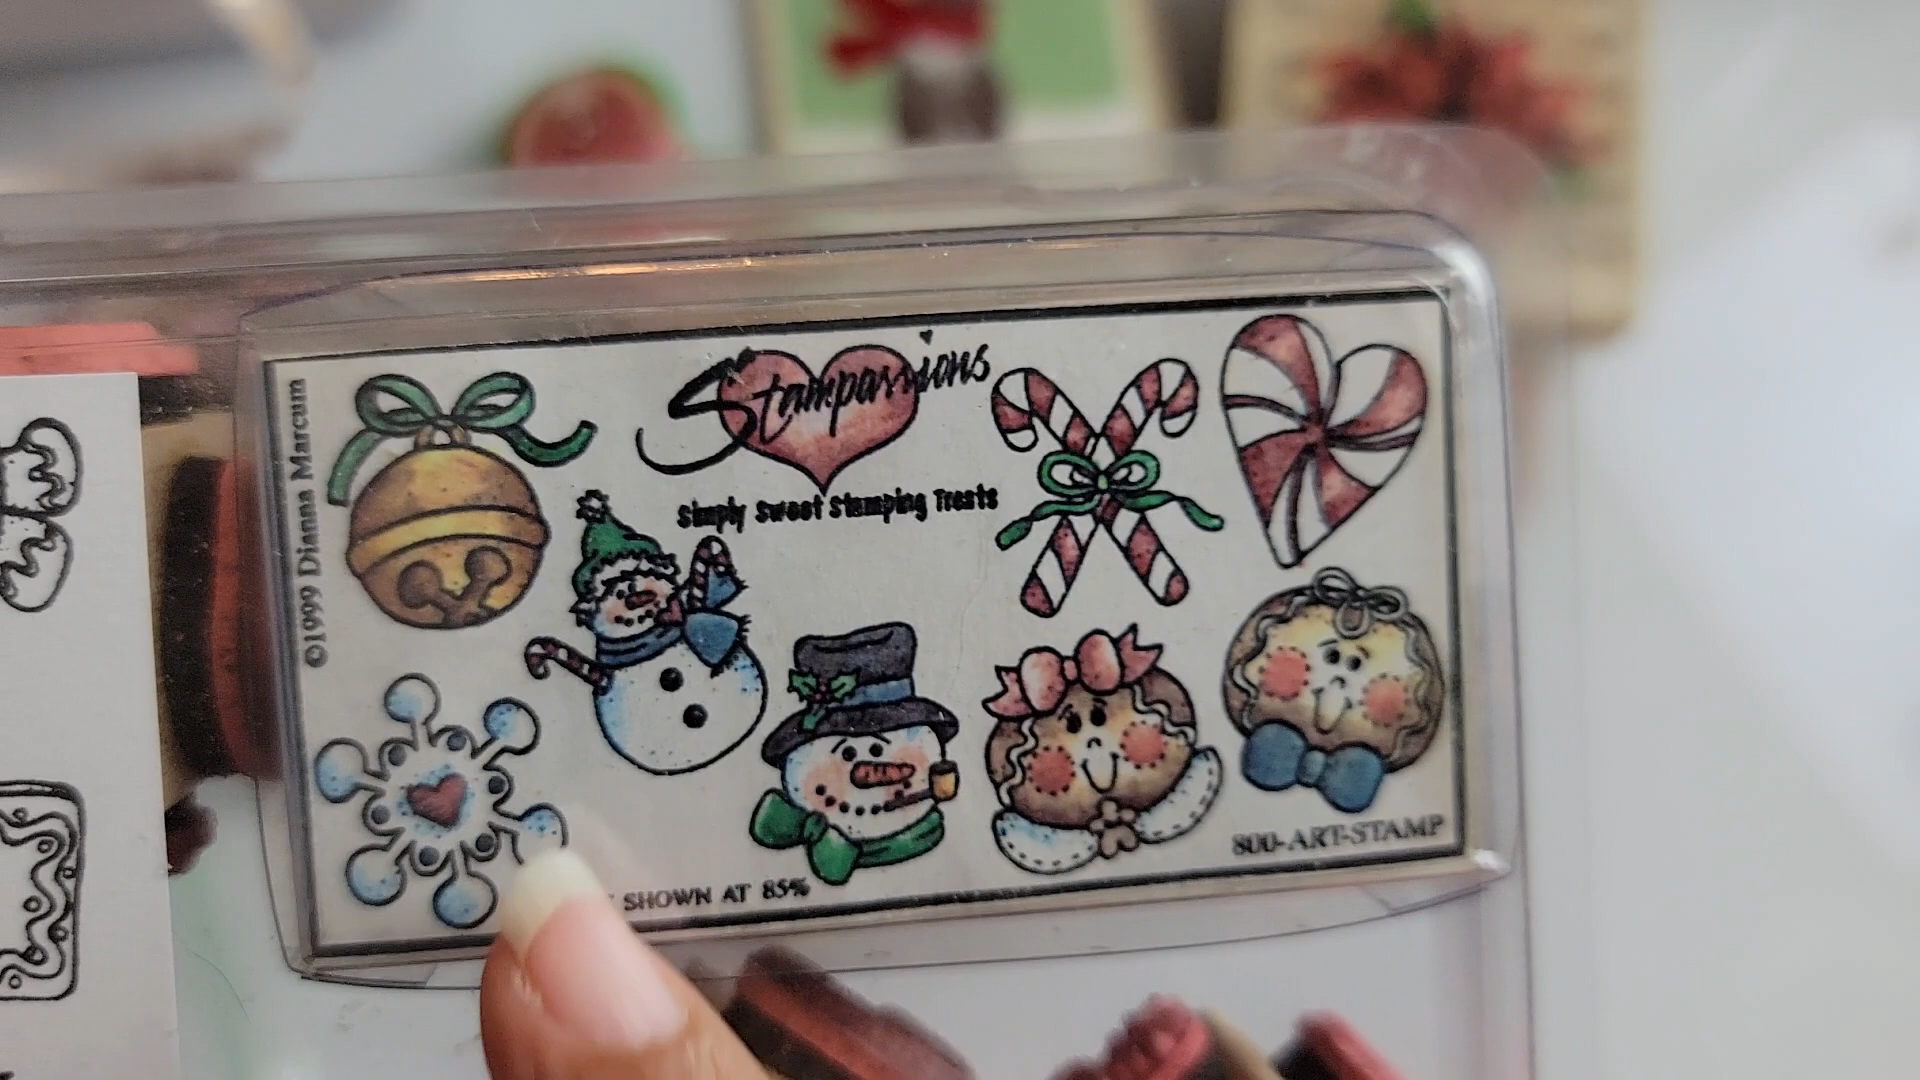 ©1999 Dianna Marcum
Stampassions
Simply Sweet Stamping Treats
SHOWN AT 85%
800-ART-STAMP